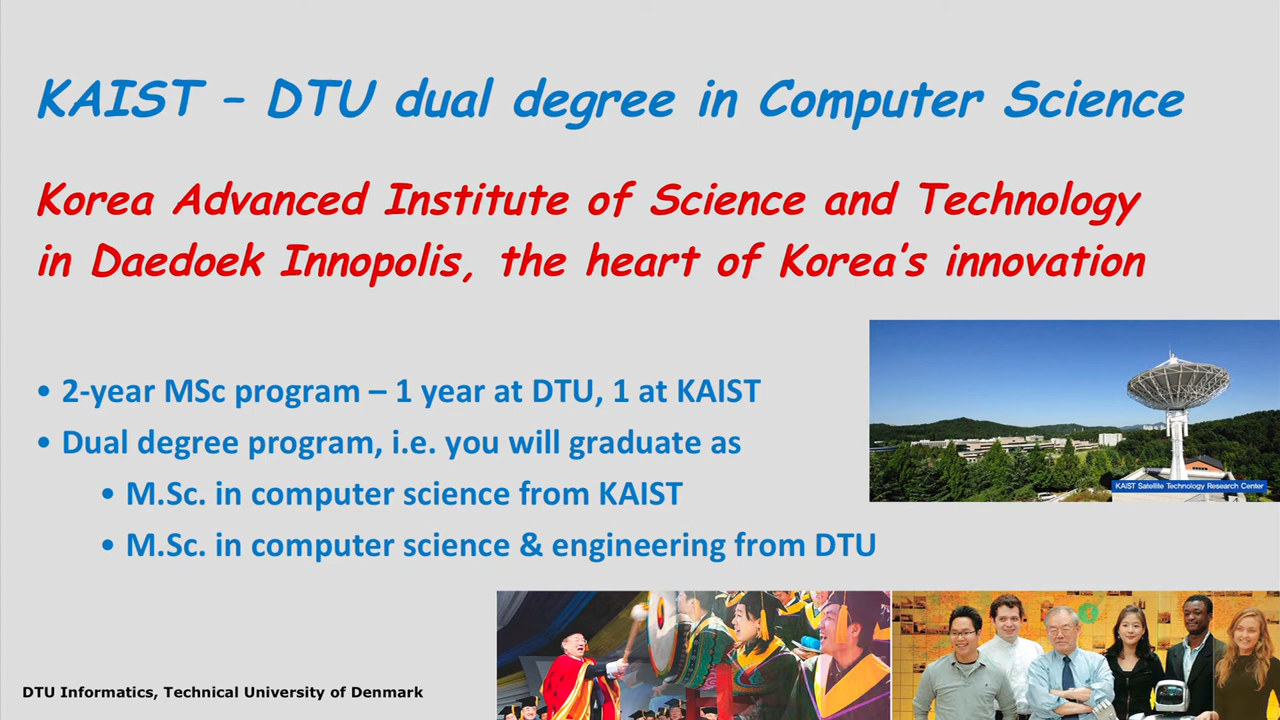 KAIST – DTU dual degree in Computer Science
Korea Advanced Institute of Science and Technology
in Daedoek Innopolis, the heart of Korea's innovation
• 2-year MSc program – 1 year at DTU, 1 at KAIST
• Dual degree program, i.e. you will graduate as
• M.Sc. in computer science from KAIST
• M.Sc. in computer science & engineering from DTU
KAIST Satellite Technology Research Center
DTU Informatics, Technical University of Denmark